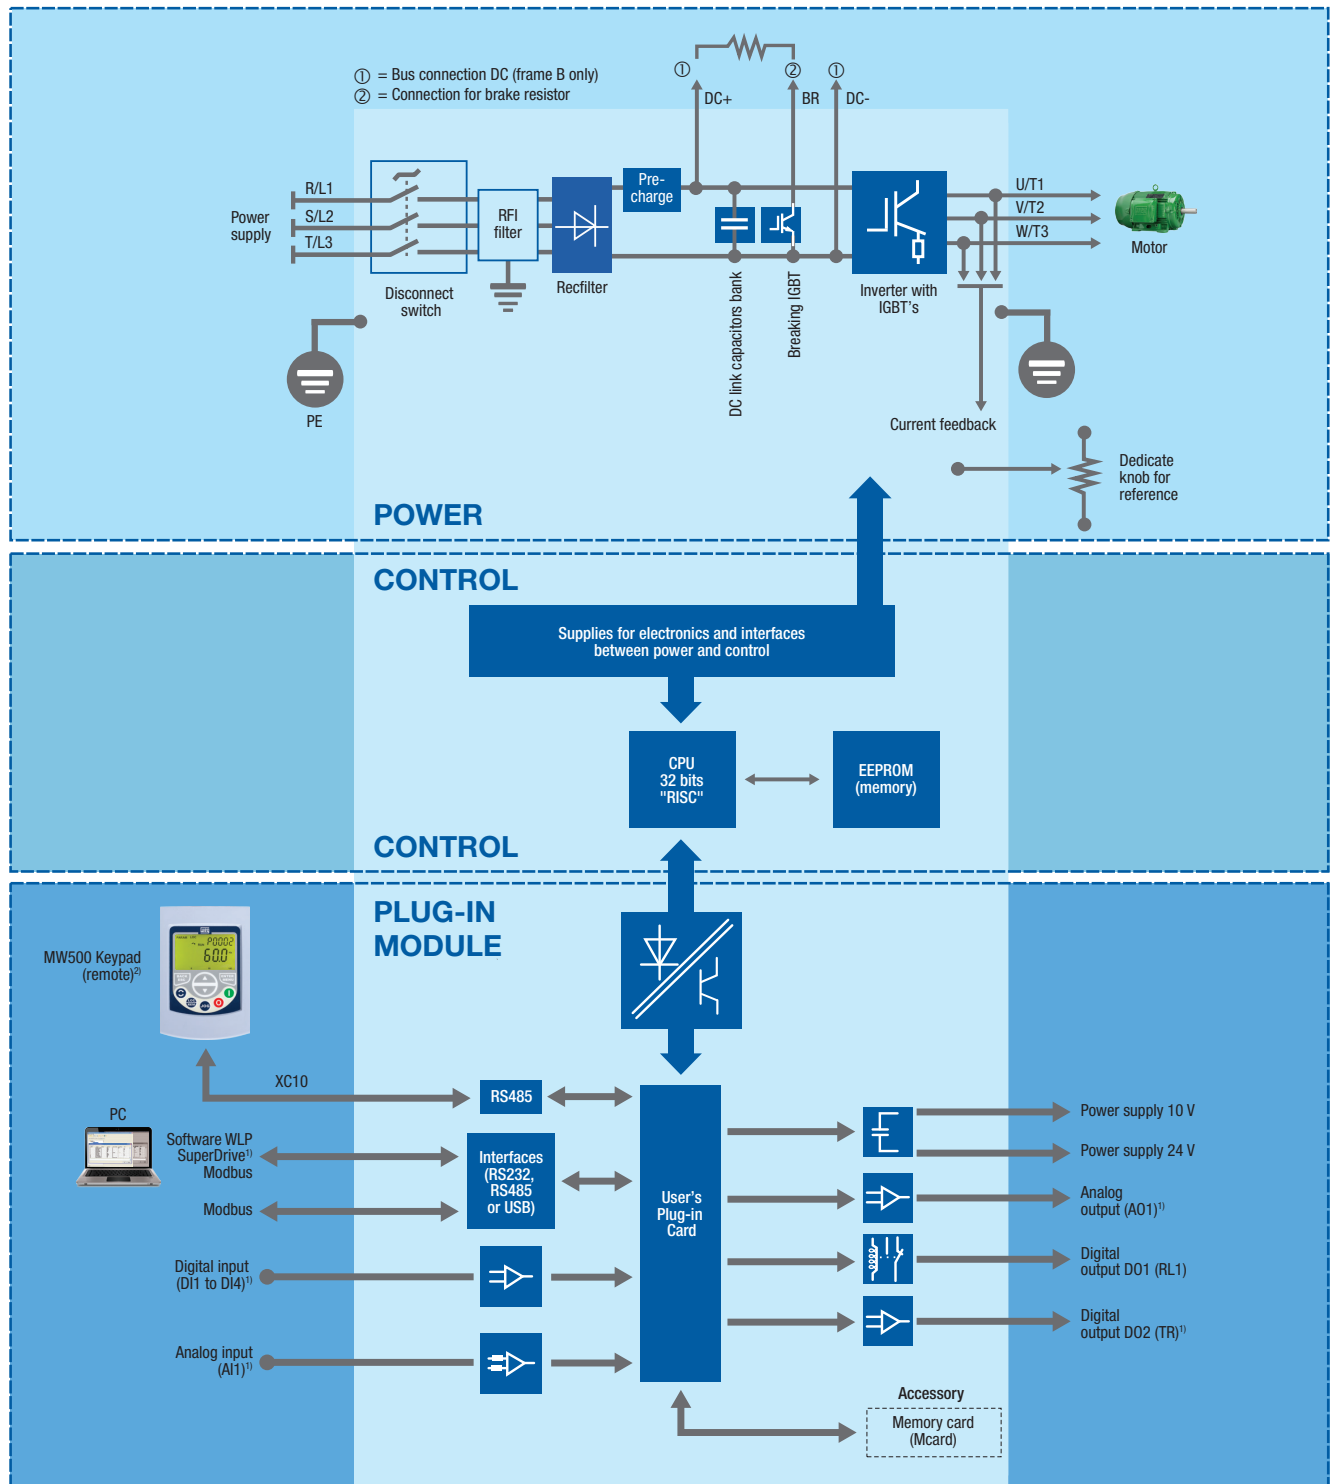 ① = Bus connection DC (frame B only)
② = Connection for brake resistor
①
②
①
DC+
BR
DC-
Power
supply
R/L1
S/L2
T/L3
Disconnect
switch
RFI
filter
Recfilter
Pre-
charge
DC link capacitors bank
Breaking IGBT
Inverter with
IGBT's
U/T1
V/T2
W/T3
Motor
PE
Current feedback
Dedicate
knob for
reference
POWER
CONTROL
Supplies for electronics and interfaces
between power and control
CPU
32 bits
"RISC"
EEPROM
(memory)
CONTROL
PLUG-IN
MODULE
MW500 Keypad
(remote)2)
P0002
60.0
XC10
RS485
PC
Software WLP
SuperDrive1)
Modbus
Modbus
Interfaces
(RS232,
RS485
or USB)
Digital input
(DI1 to DI4)1)
Analog input
(AI1)1)
User's
Plug-in
Card
Power supply 10 V
Power supply 24 V
Analog
output (AO1)1)
Digital
output DO1 (RL1)
Digital
output DO2 (TR)1)
Accessory
Memory card
(Mcard)